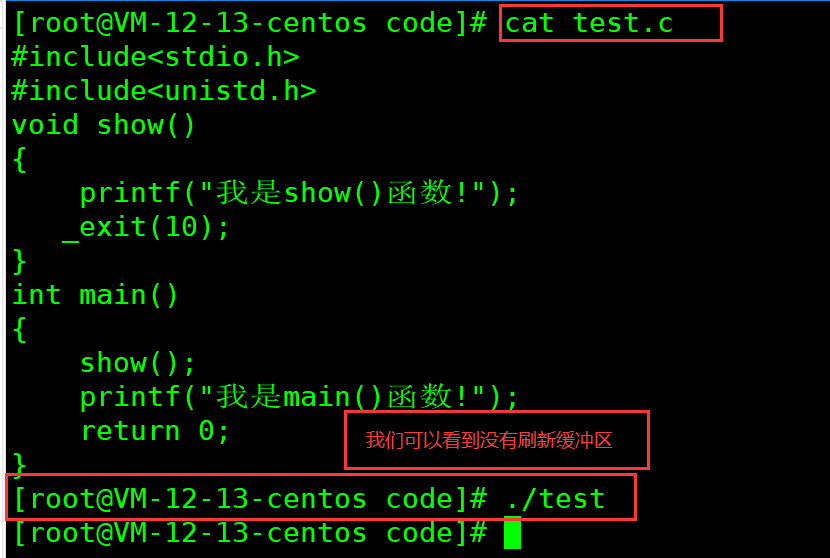 [root@VM-12-13-centos code]# cat test.c
#include<stdio.h>
#include<unistd.h>
void show()
{
    printf("我是show()函数!");
   _exit(10);
}
int main()
{
    show();
    printf("我是main()函数!");
    return 0;
我们可以看到没有刷新缓冲区
}
[root@VM-12-13-centos code]# ./test
[root@VM-12-13-centos code]#